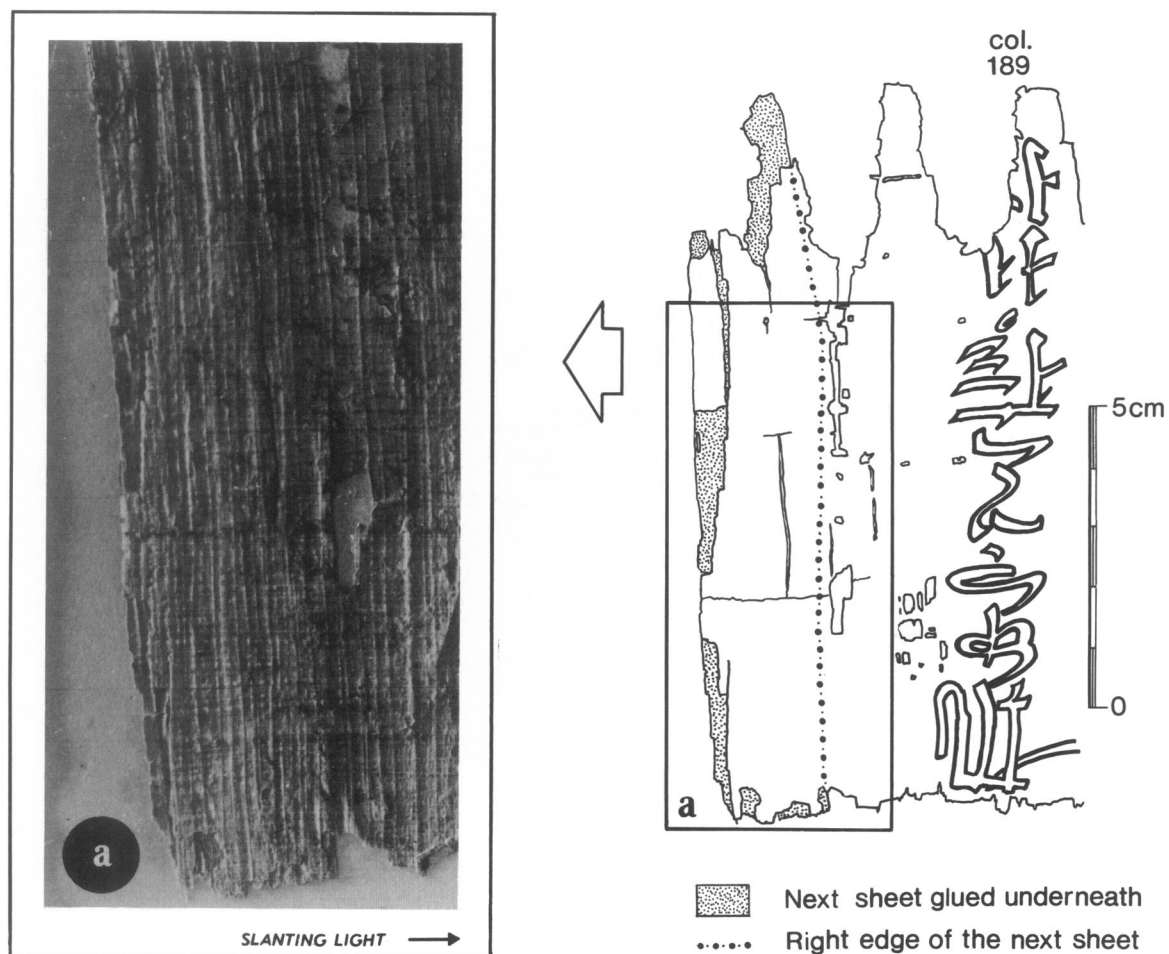 a
SLANTING LIGHT
col.
189
5cm
0
a
Next sheet glued underneath
Right edge of the next sheet